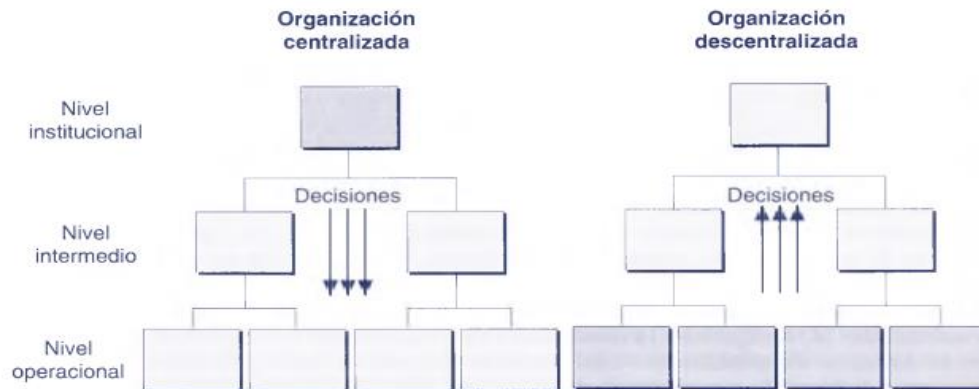 Organización
centralizada
Organización
descentralizada
Nivel
institucional
Decisiones
Decisiones
Nivel
intermedio
Nivel
operacional